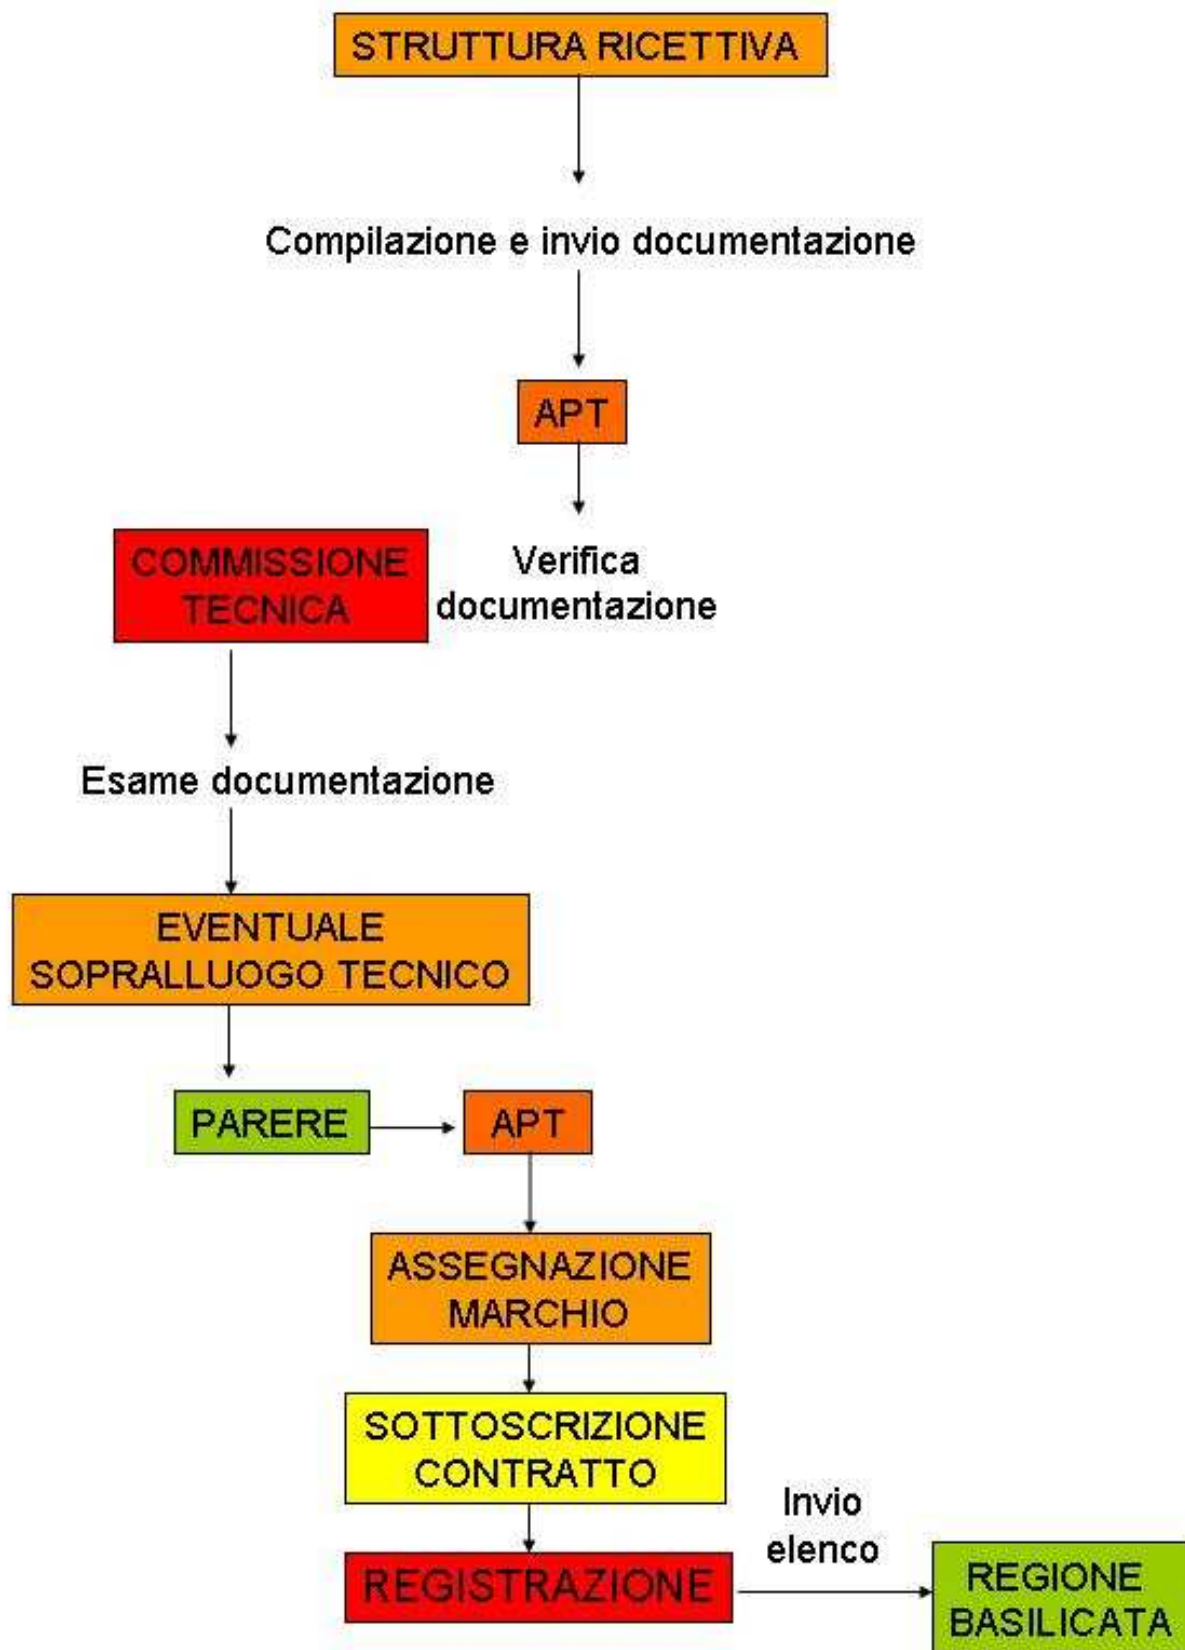 STRUTTURA RICETTIVA
Compilazione e invio documentazione
APT
COMMISSIONE
TECNICA
Verifica
documentazione
Esame documentazione
EVENTUALE
SOPRALLUOGO TECNICO
PARERE
APT
ASSEGNAZIONE
MARCHIO
SOTTOSCRIZIONE
CONTRATTO
REGISTRAZIONE
Invio
elenco
REGIONE
BASILICATA